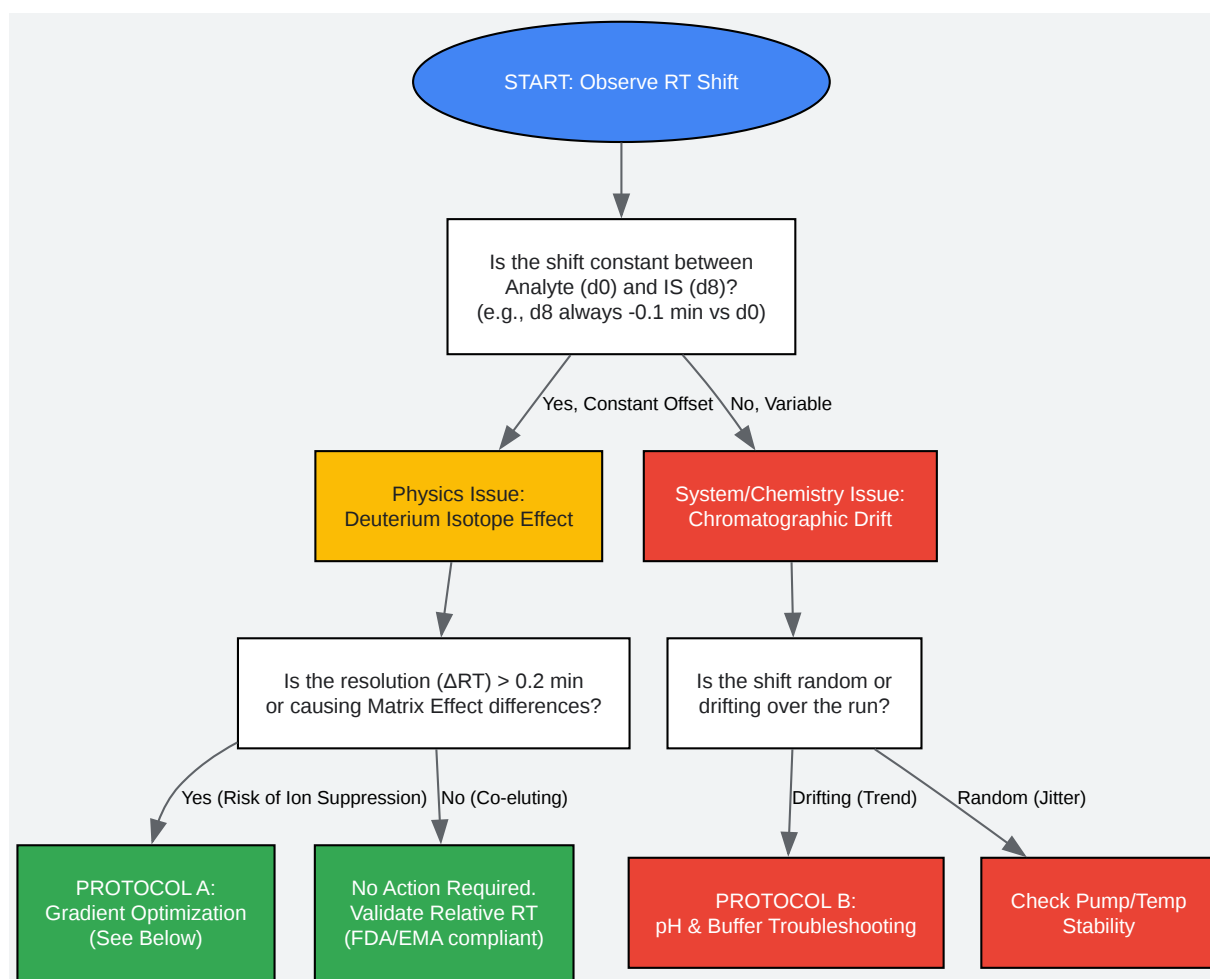 START: Observe RT Shift
Is the shift constant between
Analyte (d0) and IS (d8)?
(e.g., d8 always -0.1 min vs d0)
Yes, Constant Offset
No, Variable
Physics Issue:
Deuterium Isotope Effect
System/Chemistry Issue:
Chromatographic Drift
Is the resolution (ΔRT) > 0.2 min
or causing Matrix Effect differences?
Is the shift random or
drifting over the run?
Yes (Risk of Ion Suppression)
No (Co-eluting)
Drifting (Trend)
Random (Jitter)
PROTOCOL A:
Gradient Optimization
(See Below)
No Action Required.
Validate Relative RT
(FDA/EMA compliant)
PROTOCOL B:
pH & Buffer Troubleshooting
Check Pump/Temp
Stability